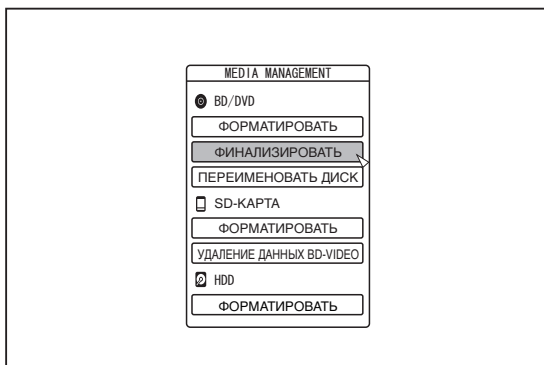 MEDIA MANAGEMENT
BD/DVD
ФОРМАТИРОВАТЬ
ФИНАЛИЗИРОВАТЬ
ПЕРЕИМЕНОВАТЬ ДИСК
SD-КАРТА
ФОРМАТИРОВАТЬ
УДАЛЕНИЕ ДАННЫХ BD-VIDEO
HDD
ФОРМАТИРОВАТЬ